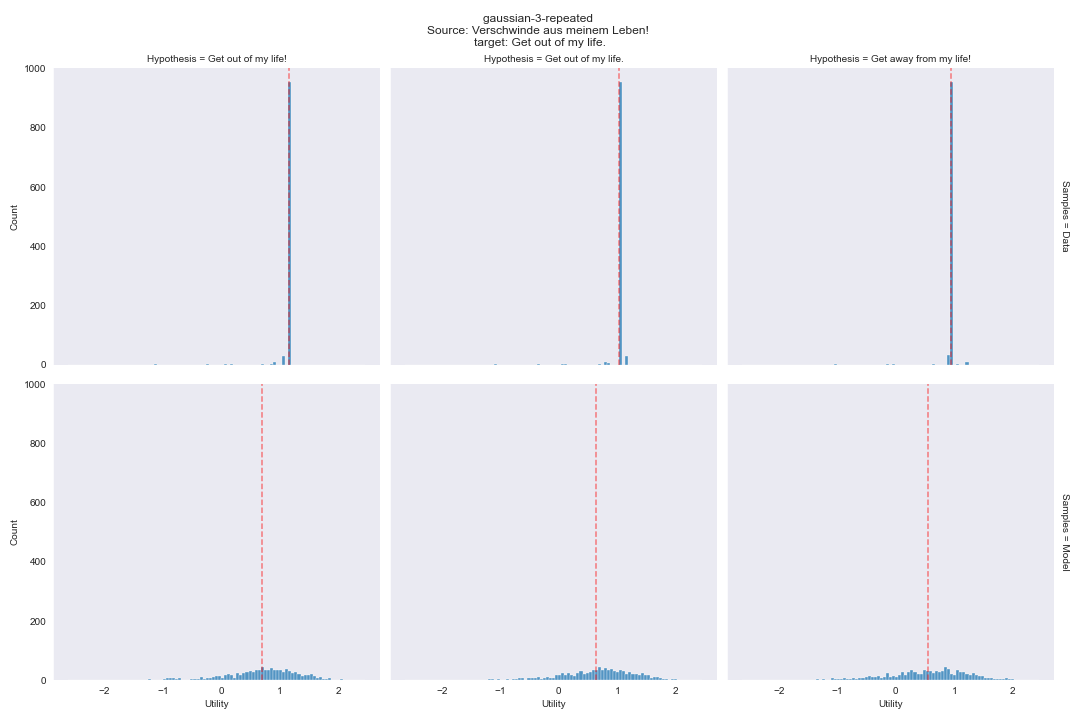 gaussian-3-repeated
Source: Verschwinde aus meinem Leben!
target: Get out of my life.
Hypothesis = Get out of my life!
Hypothesis = Get out of my life.
Hypothesis = Get away from my life!
1000
800
600
400
200
0
Count
Samples = Data
1000
800
600
400
200
0
Count
Samples = Model
−2 −1 0 1 2
−2 −1 0 1 2
−2 −1 0 1 2
Utility
Utility
Utility